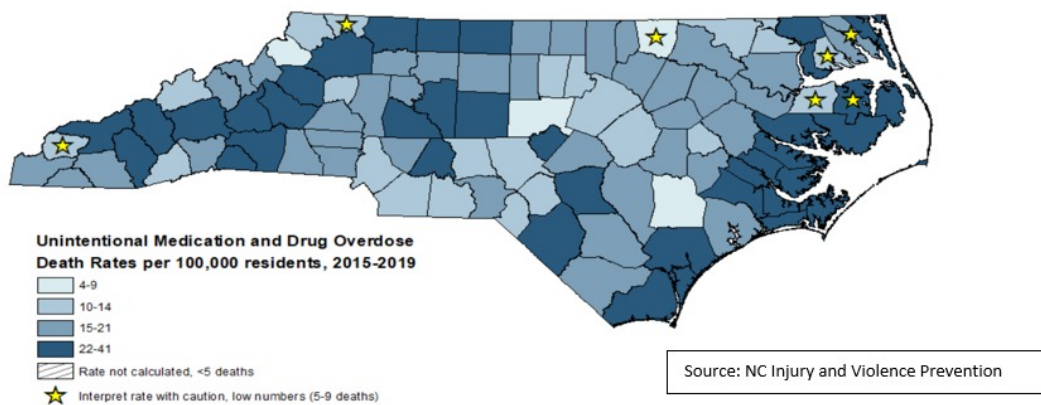 Unintentional Medication and Drug Overdose
Death Rates per 100,000 residents, 2015-2019
4-9
10-14
15-21
22-41
Rate not calculated, <5 deaths
Interpret rate with caution, low numbers (5-9 deaths)
Source: NC Injury and Violence Prevention